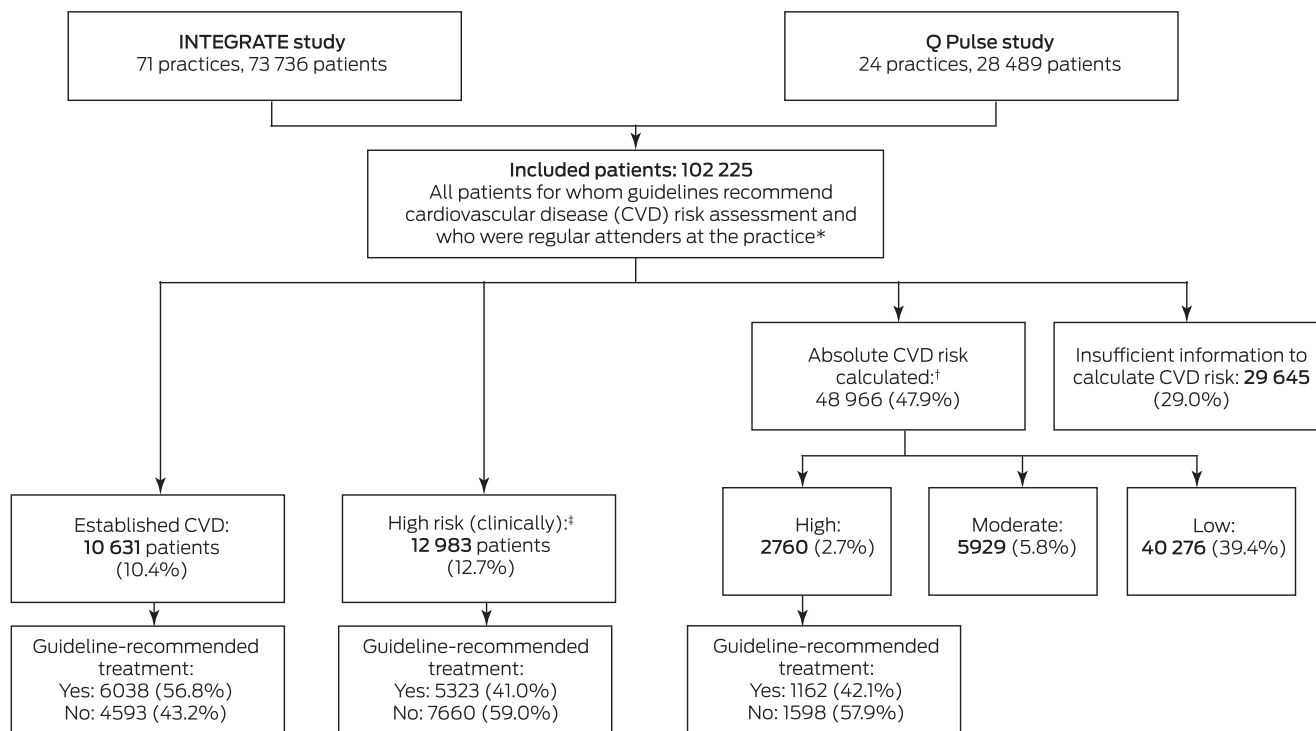 INTEGRATE study
71 practices, 73 736 patients
Q Pulse study
24 practices, 28 489 patients
Included patients: 102 225
All patients for whom guidelines recommend
cardiovascular disease (CVD) risk assessment and
who were regular attenders at the practice*
Absolute CVD risk
calculated:†
48 966 (47.9%)
Insufficient information to
calculate CVD risk: 29 645
(29.0%)
Established CVD:
10 631 patients
(10.4%)
High risk (clinically):‡
12 983 patients
(12.7%)
High:
2760 (2.7%)
Moderate:
5929 (5.8%)
Low:
40 276 (39.4%)
Guideline-recommended
treatment:
Yes: 6038 (56.8%)
No: 4593 (43.2%)
Guideline-recommended
treatment:
Yes: 5323 (41.0%)
No: 7660 (59.0%)
Guideline-recommended
treatment:
Yes: 1162 (42.1%)
No: 1598 (57.9%)